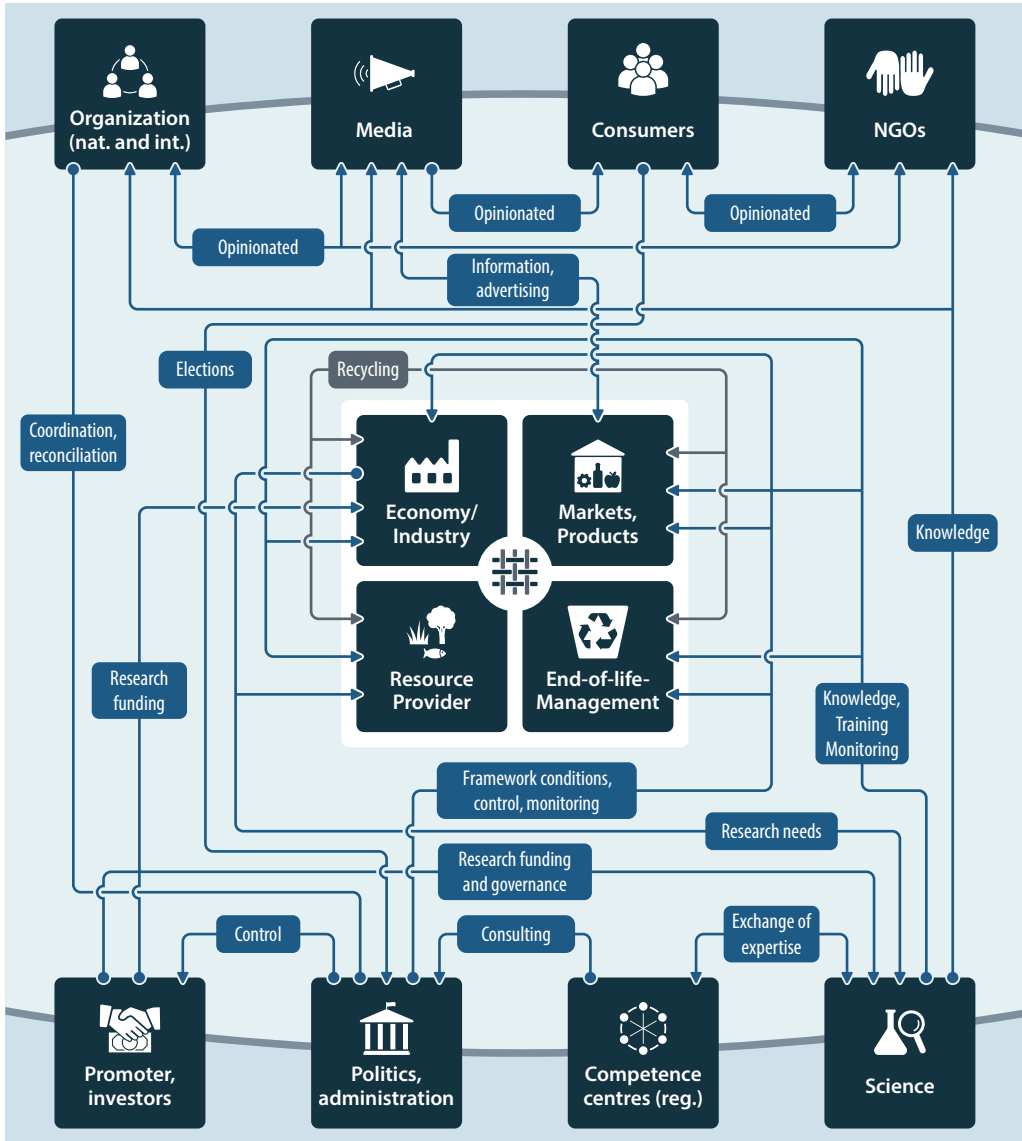 Organization
(nat. and int.)
Media
Consumers
NGOs
Opinionated
Opinionated
Opinionated
Information,
advertising
Elections
Recycling
Coordination,
reconciliation
Economy/
Industry
Markets,
Products
Knowledge
Resource
Provider
End-of-life-
Management
Research
funding
Knowledge,
Training
Monitoring
Framework conditions,
control, monitoring
Research needs
Research funding
and governance
Control
Consulting
Exchange of
expertise
Promoter,
investors
Politics,
administration
Competence
centres (reg.)
Science